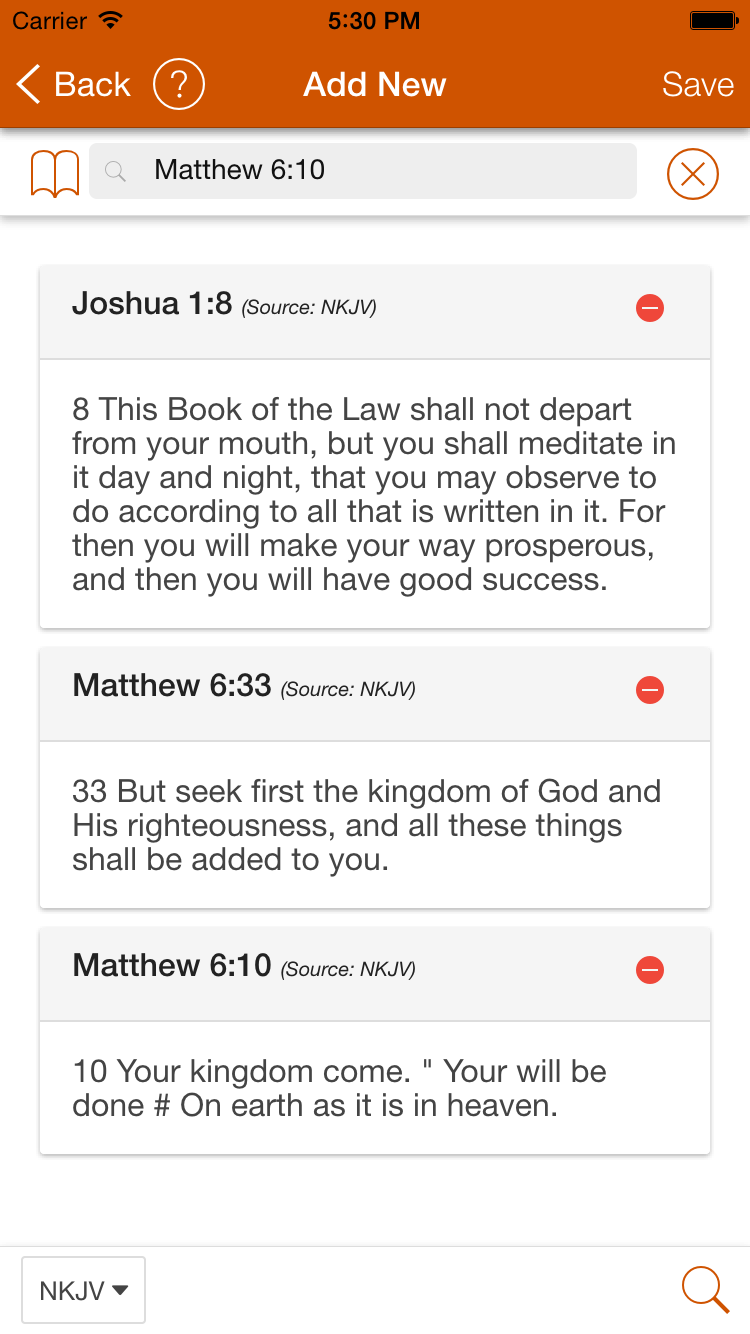 Carrier 5:30 PM
Back ? Add New Save
Matthew 6:10
Joshua 1:8 (Source: NKJV)
8 This Book of the Law shall not depart
from your mouth, but you shall meditate in
it day and night, that you may observe to
do according to all that is written in it. For
then you will make your way prosperous,
and then you will have good success.
Matthew 6:33 (Source: NKJV)
33 But seek first the kingdom of God and
His righteousness, and all these things
shall be added to you.
Matthew 6:10 (Source: NKJV)
10 Your kingdom come. " Your will be
done # On earth as it is in heaven.
NKJV